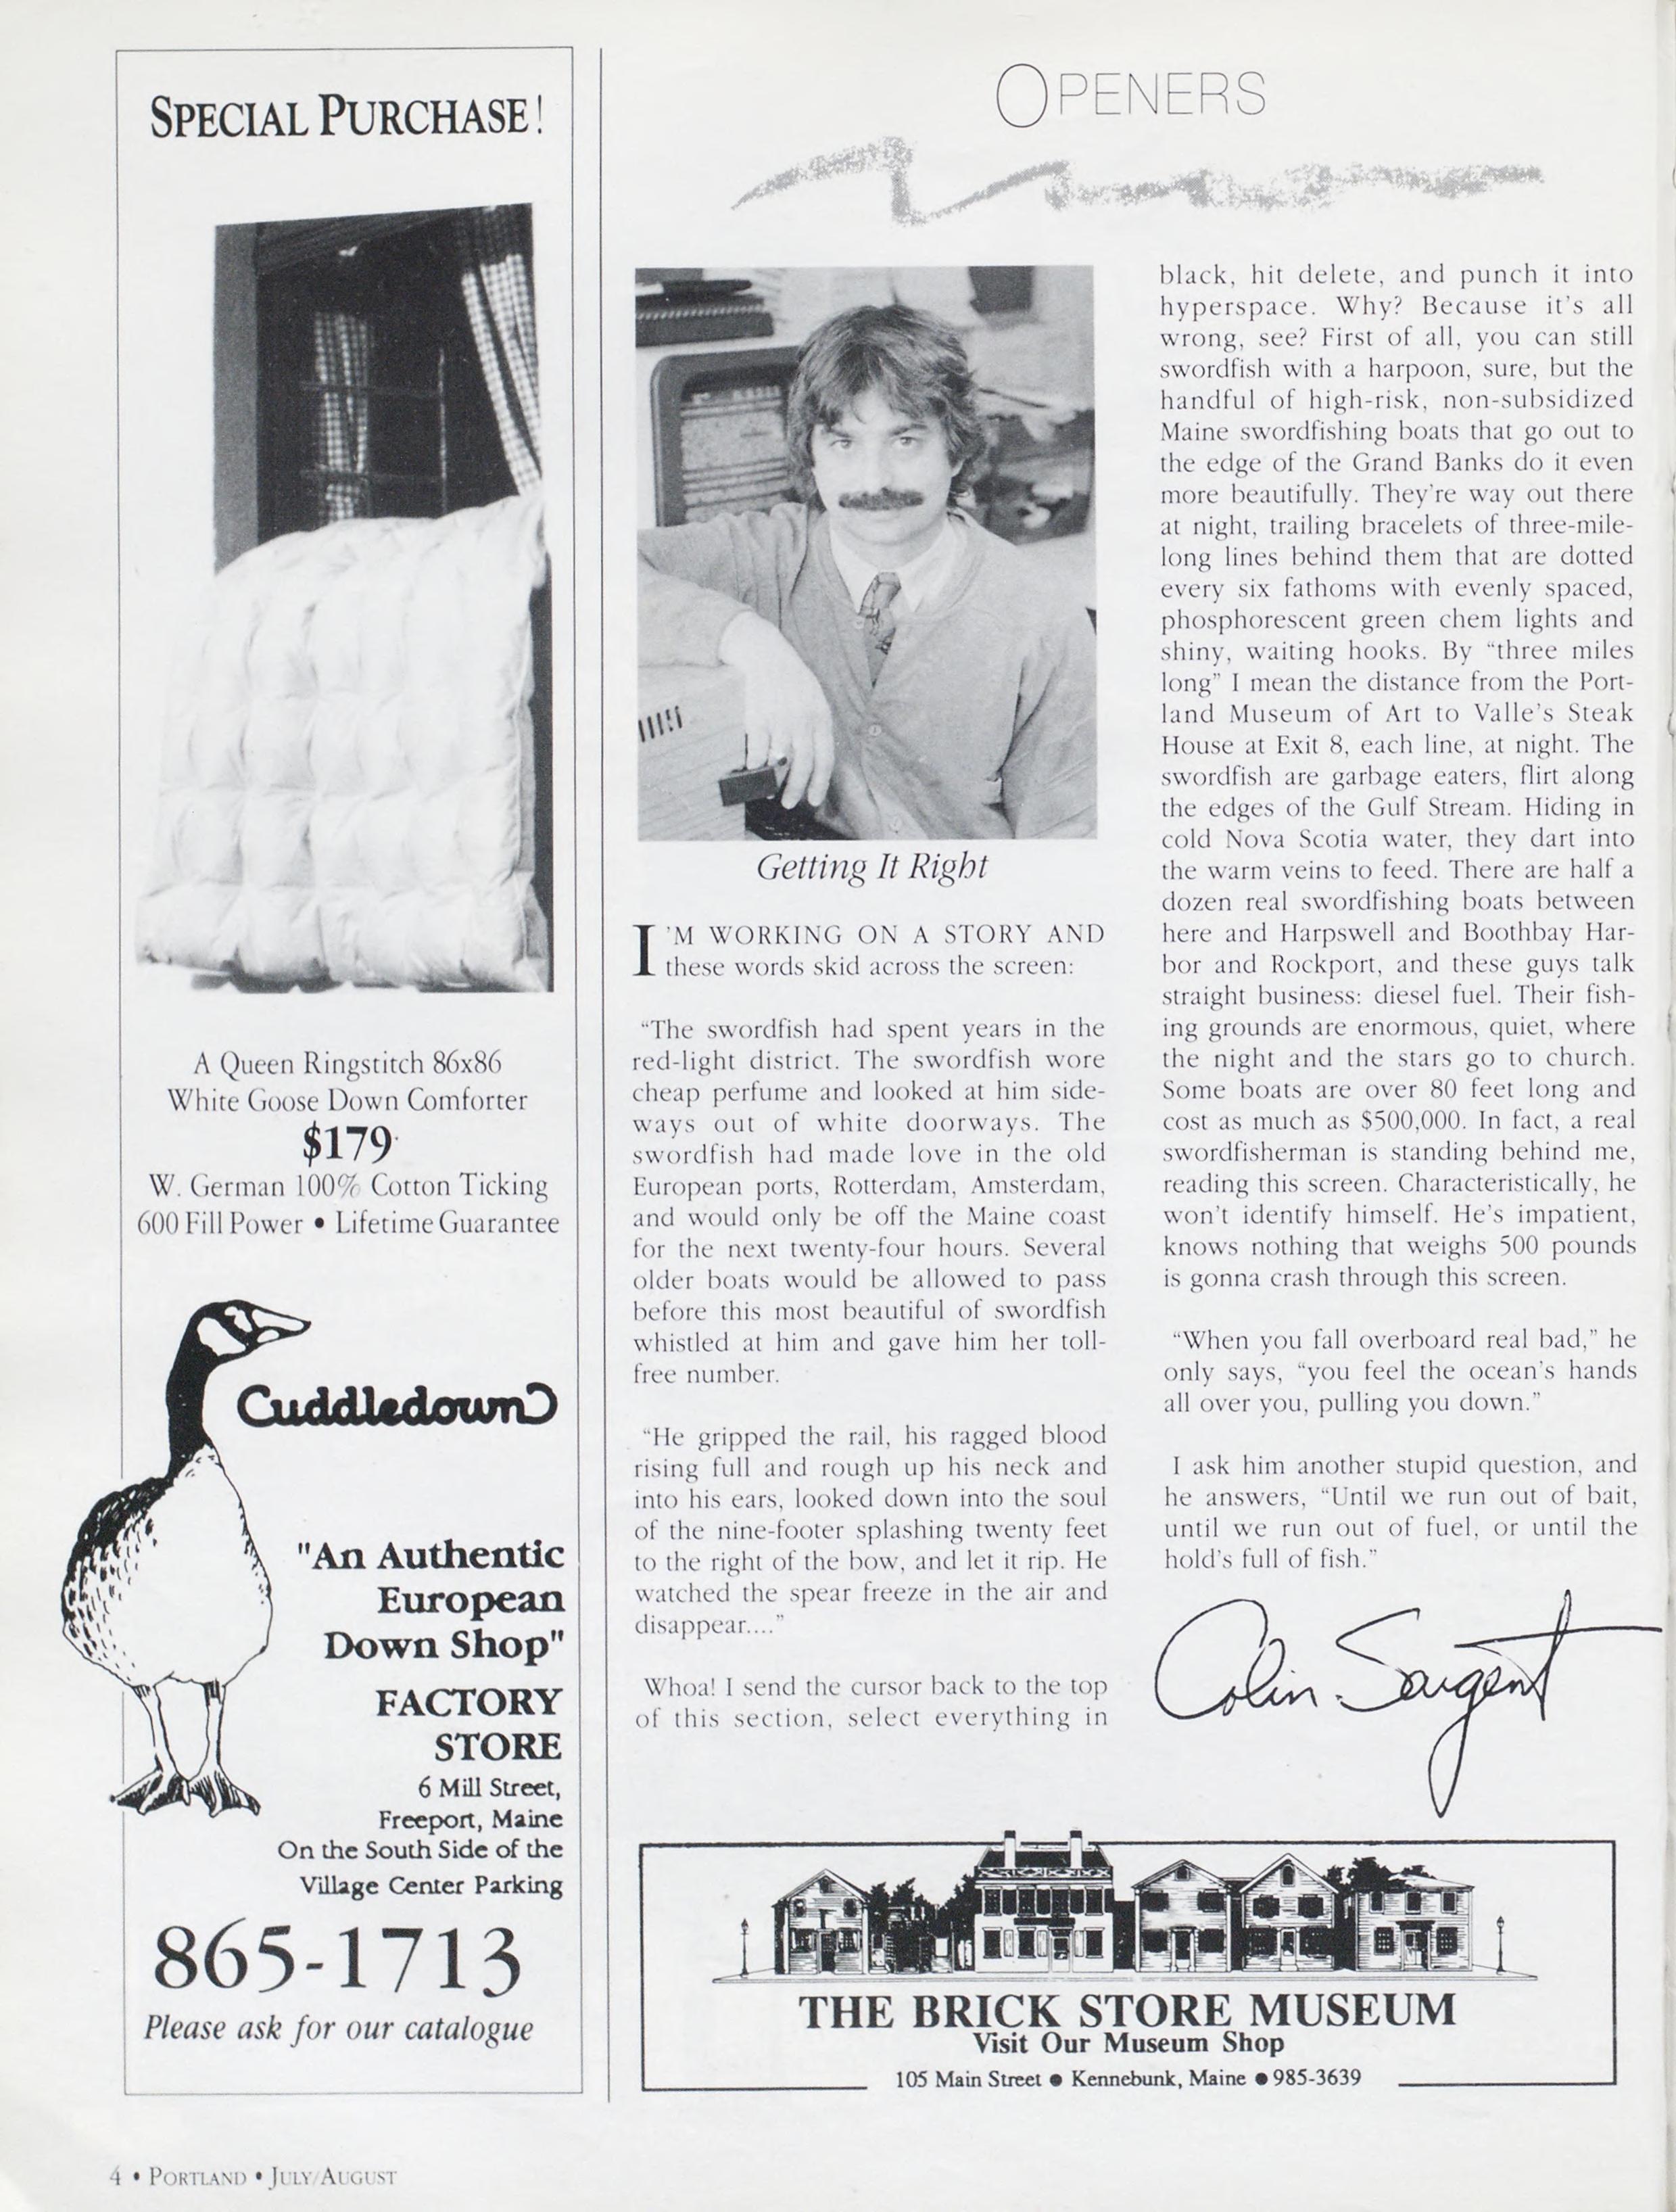 SPECIAL PURCHASE!
A Queen Ringstitch 86x86
White Goose Down Comforter
$179
W. German 100% Cotton Ticking
600 Fill Power • Lifetime Guarantee
Cuddledown
"An Authentic
European
Down Shop"
FACTORY
STORE
6 Mill Street,
Freeport, Maine
On the South Side of the
Village Center Parking
865-1713
Please ask for our catalogue
OPENERS
Getting It Right
I'M WORKING ON A STORY AND
these words skid across the screen:
“The swordfish had spent years in the
red-light district. The swordfish wore
cheap perfume and looked at him side-
ways out of white doorways. The
swordfish had made love in the old
European ports, Rotterdam, Amsterdam,
and would only be off the Maine coast
for the next twenty-four hours. Several
older boats would be allowed to pass
before this most beautiful of swordfish
whistled at him and gave him her toll-
free number.
“He gripped the rail, his ragged blood
rising full and rough up his neck and
into his ears, looked down into the soul
of the nine-footer splashing twenty feet
to the right of the bow, and let it rip. He
watched the spear freeze in the air and
disappear....”
Whoa! I send the cursor back to the top
of this section, select everything in
black, hit delete, and punch it into
hyperspace. Why? Because it's all
wrong, see? First of all, you can still
swordfish with a harpoon, sure, but the
handful of high-risk, non-subsidized
Maine swordfishing boats that go out to
the edge of the Grand Banks do it even
more beautifully. They're way out there
at night, trailing bracelets of three-mile-
long lines behind them that are dotted
every six fathoms with evenly spaced,
phosphorescent green chem lights and
shiny, waiting hooks. By “three miles
long” I mean the distance from the Port-
land Museum of Art to Valle's Steak
House at Exit 8, each line, at night. The
swordfish are garbage eaters, flirt along
the edges of the Gulf Stream. Hiding in
cold Nova Scotia water, they dart into
the warm veins to feed. There are half a
dozen real swordfishing boats between
here and Harpswell and Boothbay Har-
bor and Rockport, and these guys talk
straight business: diesel fuel. Their fish-
ing grounds are enormous, quiet, where
the night and the stars go to church.
Some boats are over 80 feet long and
cost as much as $500,000. In fact, a real
swordfisherman is standing behind me,
reading this screen. Characteristically, he
won't identify himself. He's impatient,
knows nothing that weighs 500 pounds
is gonna crash through this screen.
“When you fall overboard real bad,” he
only says, “you feel the ocean's hands
all over you, pulling you down.”
I ask him another stupid question, and
he answers, “Until we run out of bait,
until we run out of fuel, or until the
hold's full of fish.”
Colin Sargent
THE BRICK STORE MUSEUM
Visit Our Museum Shop
105 Main Street • Kennebunk, Maine • 985-3639
4 • PORTLAND • JULY/AUGUST